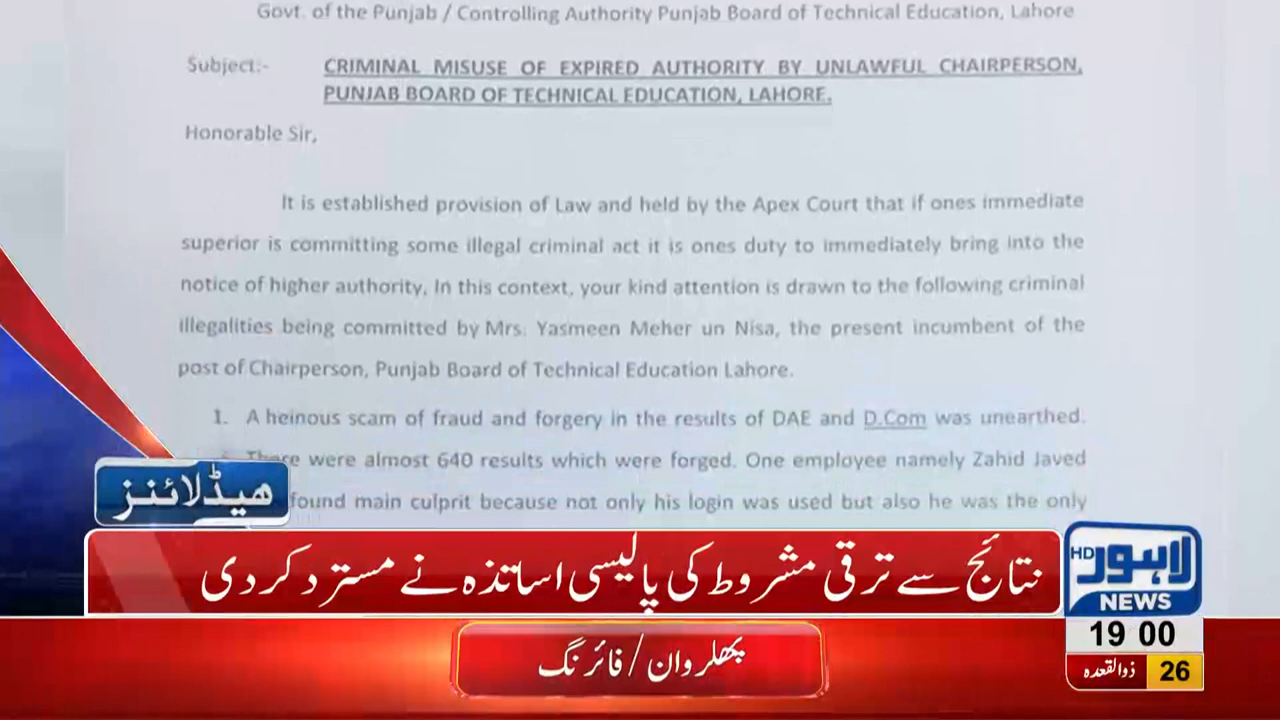 Govt. of the Punjab / Controlling Authority Punjab Board of Technical Education, Lahore
Subject:- CRIMINAL MISUSE OF EXPIRED AUTHORITY BY UNLAWFUL CHAIRPERSON,
PUNJAB BOARD OF TECHNICAL EDUCATION, LAHORE.
Honorable Sir,
It is established provision of Law and held by the Apex Court that if ones immediate
superior is committing some illegal criminal act it is ones duty to immediately bring into the
notice of higher authority, In this context, your kind attention is drawn to the following criminal
illegalities being committed by Mrs. Yasmeen Meher un Nisa, the present incumbent of the
post of Chairperson, Punjab Board of Technical Education Lahore.
1. A heinous scam of fraud and forgery in the results of DAE and D.Com was unearthed.
There were almost 640 results which were forged. One employee namely Zahid Javed
found main culprit because not only his login was used but also he was the only
ھیڈلائنز
نتائج سے ترقی مشروط کی پالیسی اساتذہ نے مسترد کردی
لاہور HD
NEWS
19 00
پھلروان / فائرنگ
26 ذوالقعدہ